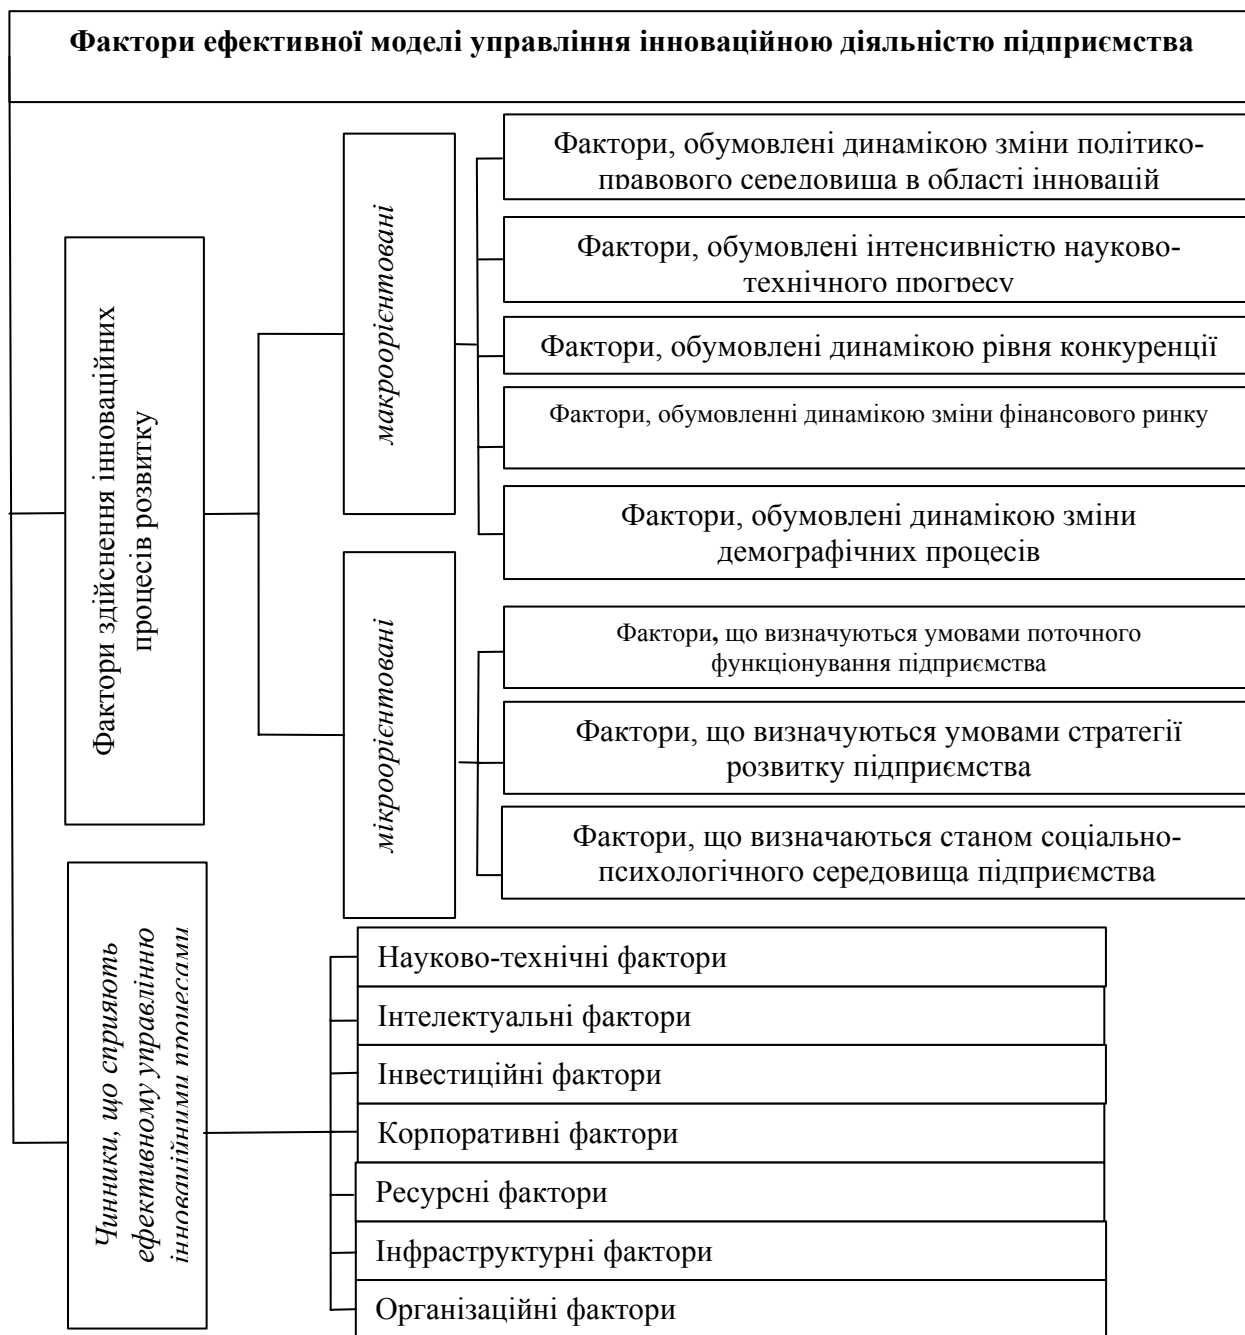 Фактори ефективної моделі управління інноваційною діяльністю підприємства
Фактори здійснення інноваційних
процесів розвитку
макроорієнтовані
Фактори, обумовлені динамікою зміни політико-
правового середовища в області інновацій
Фактори, обумовлені інтенсивністю науково-
технічного прогресу
Фактори, обумовлені динамікою рівня конкуренції
Фактори, обумовленні динамікою зміни фінансового ринку
Фактори, обумовлені динамікою зміни
демографічних процесів
мікроорієнтовані
Фактори, що визначуються умовами поточного
функціонування підприємства
Фактори, що визначуються умовами стратегії
розвитку підприємства
Фактори, що визначаються станом соціально-
психологічного середовища підприємства
Чинники, що сприяють
ефективному управлінню
інноваційними процесами
Науково-технічні фактори
Інтелектуальні фактори
Інвестиційні фактори
Корпоративні фактори
Ресурсні фактори
Інфраструктурні фактори
Організаційні фактори